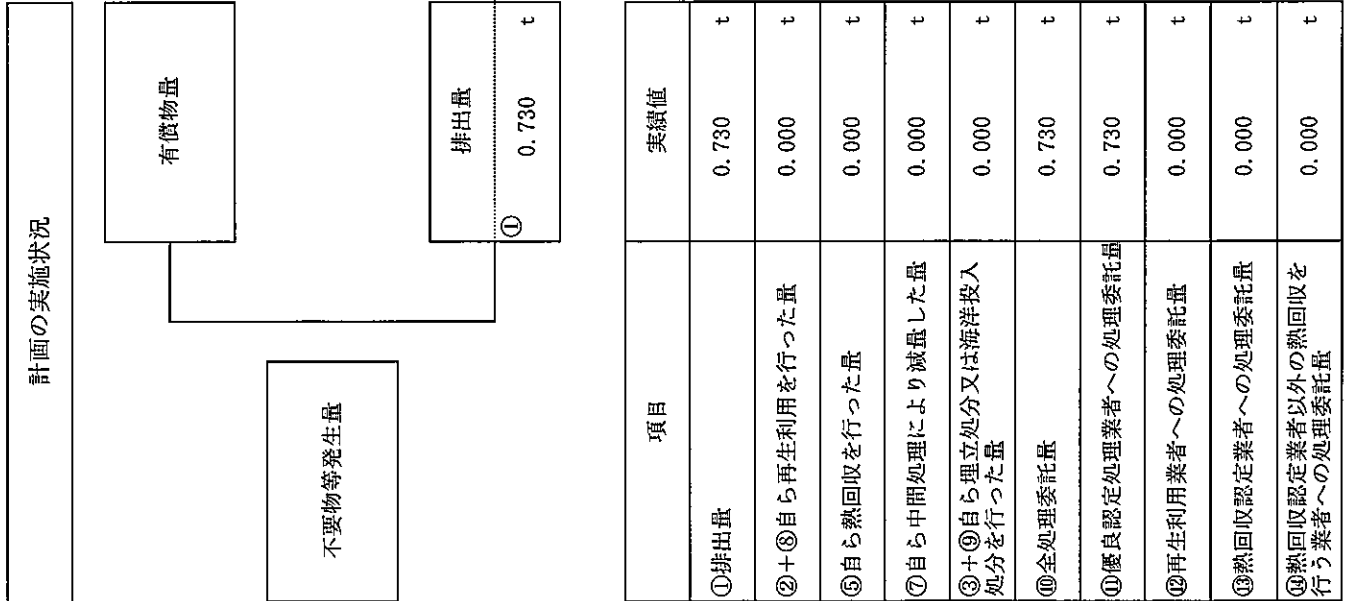 計画の実施状況
有償物量
不要物等発生量
排出量
① 0.730 t
項目 実績値
①排出量 0.730 t
②+⑧自ら再生利用を行った量 0.000 t
⑤自ら熱回収を行った量 0.000 t
⑦自ら中間処理により減量した量 0.000 t
③+⑨自ら埋立処分又は海洋投入
処分を行った量 0.000 t
⑩全処理委託量 0.730 t
⑪優良認定処理業者への処理委託量 0.730 t
⑫再生利用業者への処理委託量 0.000 t
⑬熱回収認定業者への処理委託量 0.000 t
⑭熱回収認定業者以外の熱回収を
行う業者への処理委託量 0.000 t